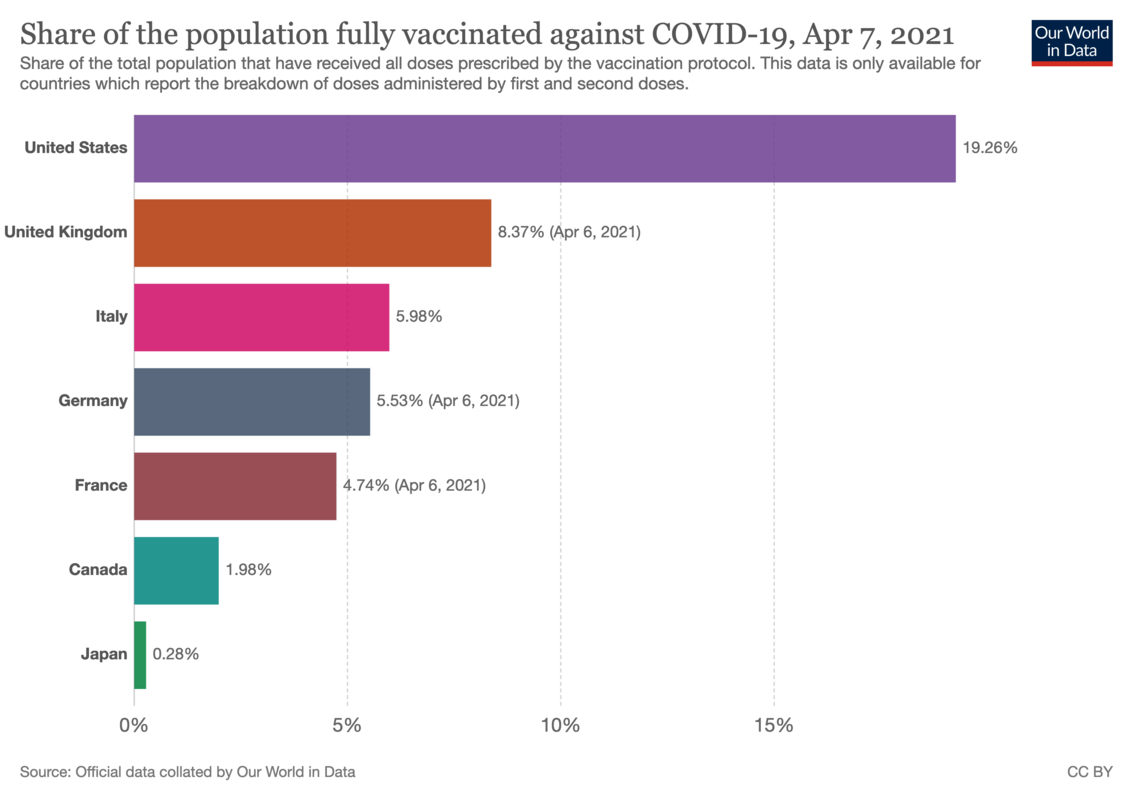 Share of the population fully vaccinated against COVID-19, Apr 7, 2021
Our World
in Data
Share of the total population that have received all doses prescribed by the vaccination protocol. This data is only available for
countries which report the breakdown of doses administered by first and second doses.
United States 19.26%
United Kingdom 8.37% (Apr 6, 2021)
Italy 5.98%
Germany 5.53% (Apr 6, 2021)
France 4.74% (Apr 6, 2021)
Canada 1.98%
Japan 0.28%
0% 5% 10% 15%
Source: Official data collated by Our World in Data CC BY